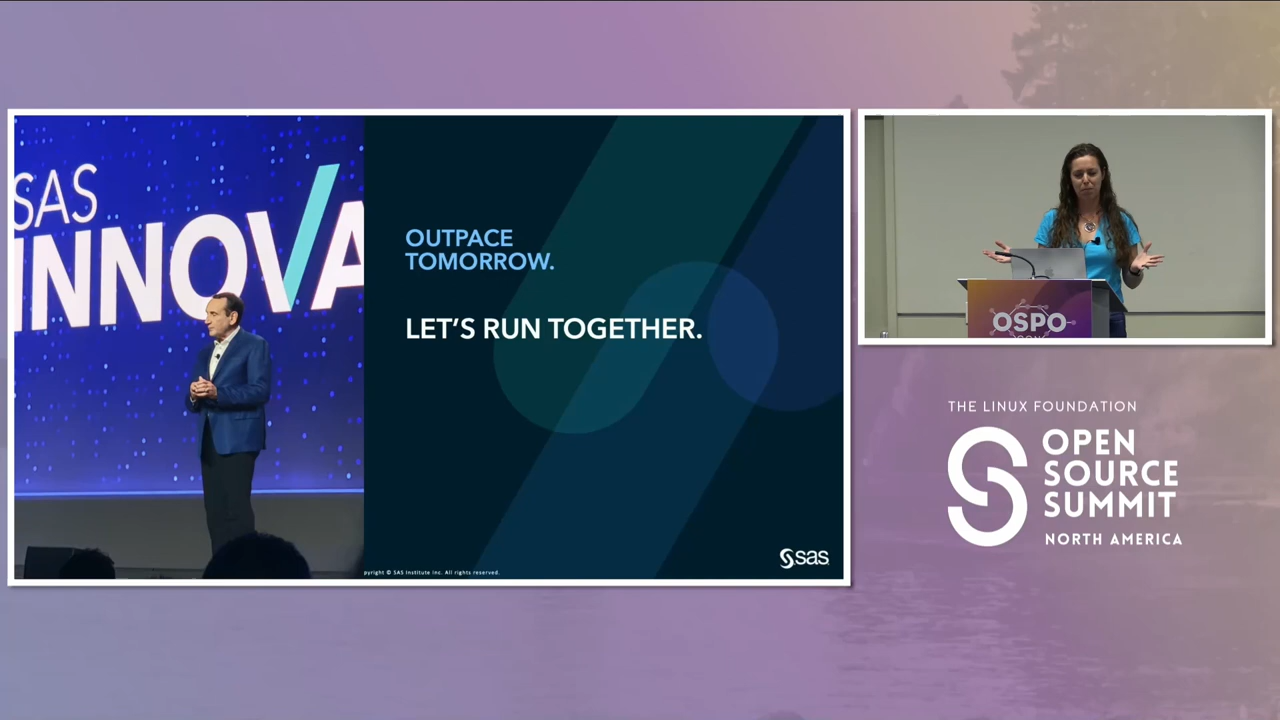 SAS
INNOVA
OUTPACE
TOMORROW.
LET'S RUN TOGETHER.
pyright © SAS Institute Inc. All rights reserved.
sas
OSPO
CON
THE LINUX FOUNDATION
OPEN
SOURCE
SUMMIT
NORTH AMERICA